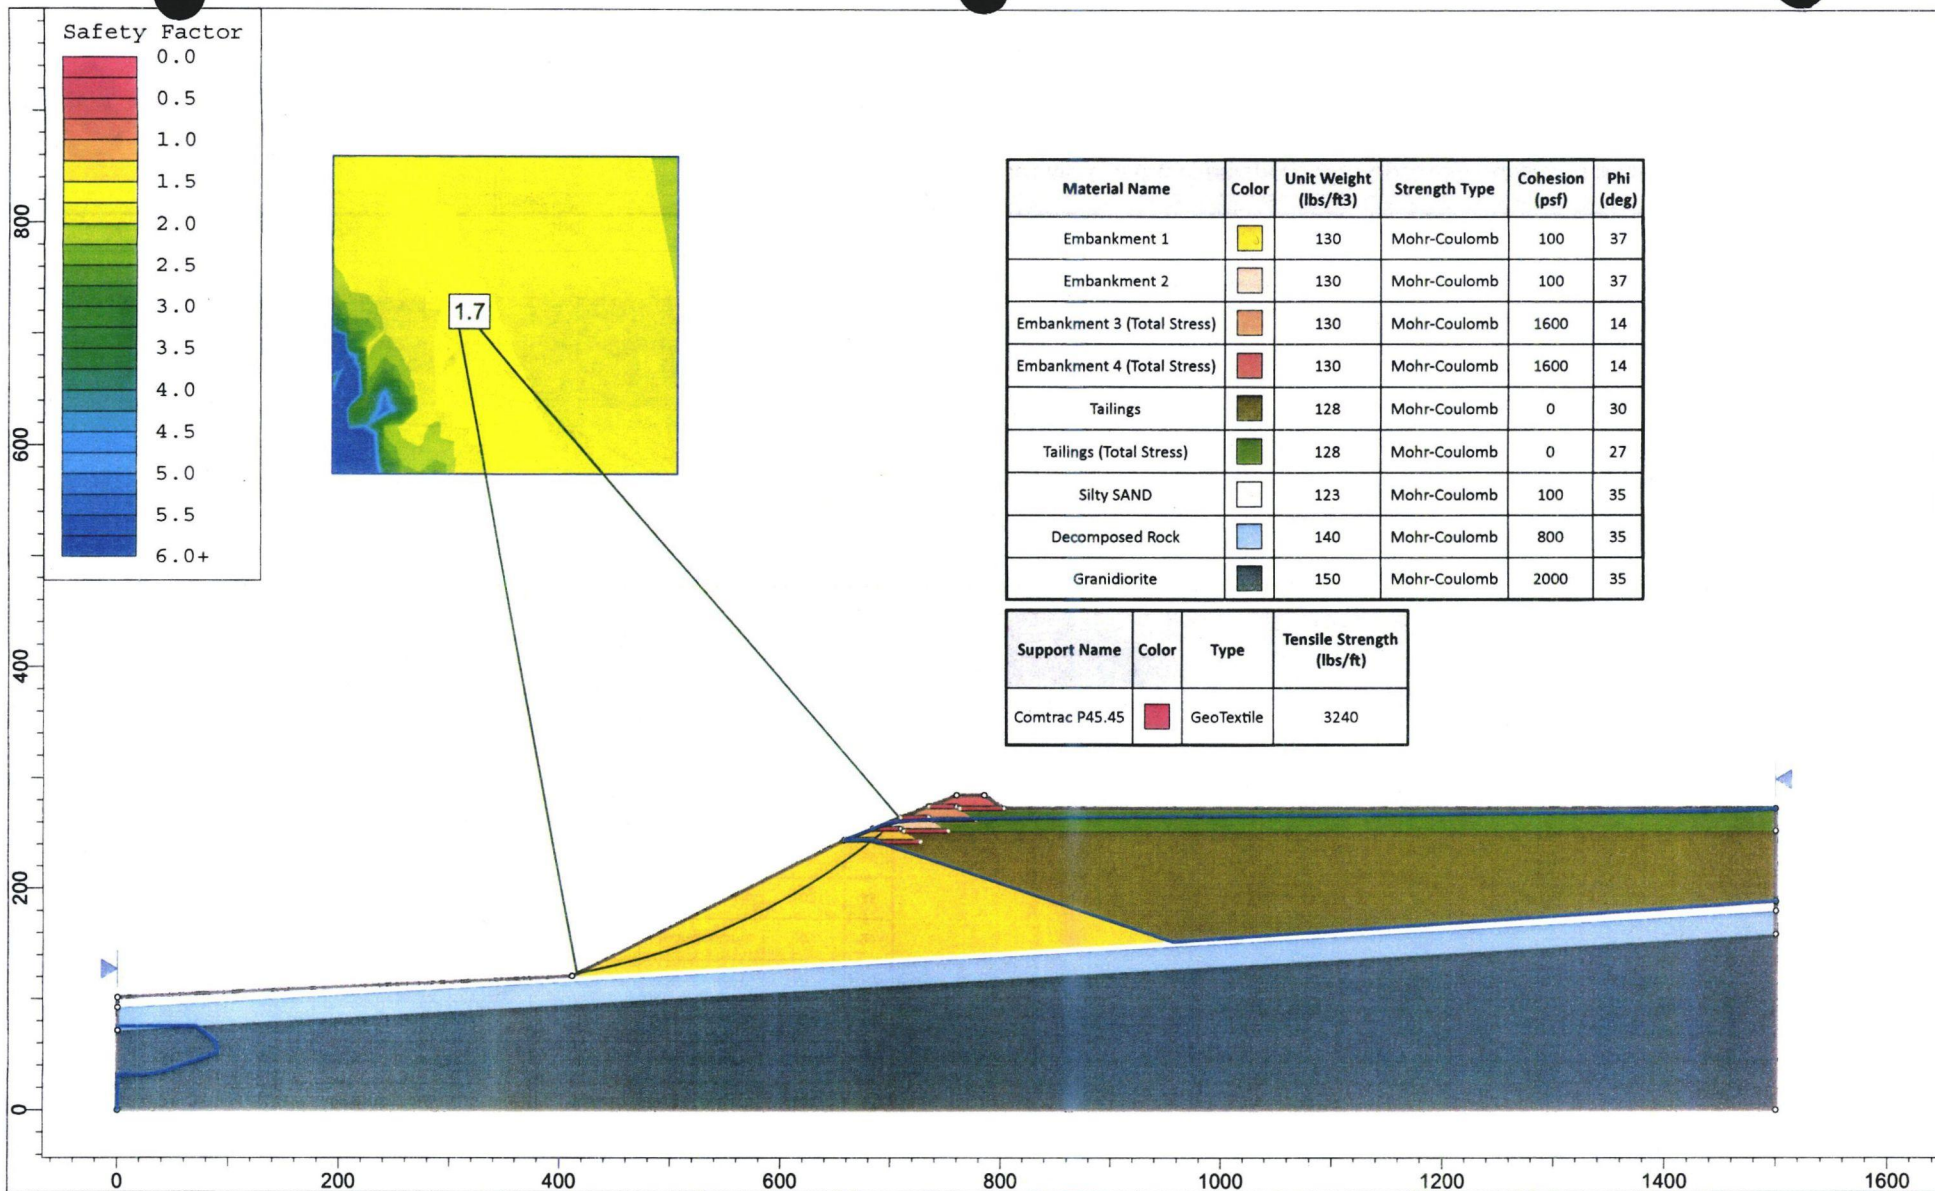 Safety Factor
0.0
0.5
1.0
1.5
2.0
2.5
3.0
3.5
4.0
4.5
5.0
5.5
6.0+
1.7
Material Name Color Unit Weight (lbs/ft3) Strength Type Cohesion (psf) Phi (deg)
Embankment 1 130 Mohr-Coulomb 100 37
Embankment 2 130 Mohr-Coulomb 100 37
Embankment 3 (Total Stress) 130 Mohr-Coulomb 1600 14
Embankment 4 (Total Stress) 130 Mohr-Coulomb 1600 14
Tailings 128 Mohr-Coulomb 0 30
Tailings (Total Stress) 128 Mohr-Coulomb 0 27
Silty SAND 123 Mohr-Coulomb 100 35
Decomposed Rock 140 Mohr-Coulomb 800 35
Granidiorite 150 Mohr-Coulomb 2000 35
Support Name Color Type Tensile Strength (lbs/ft)
Comtrac P45.45 GeoTextile 3240
800
600
400
200
0
0 200 400 600 800 1000 1200 1400 1600